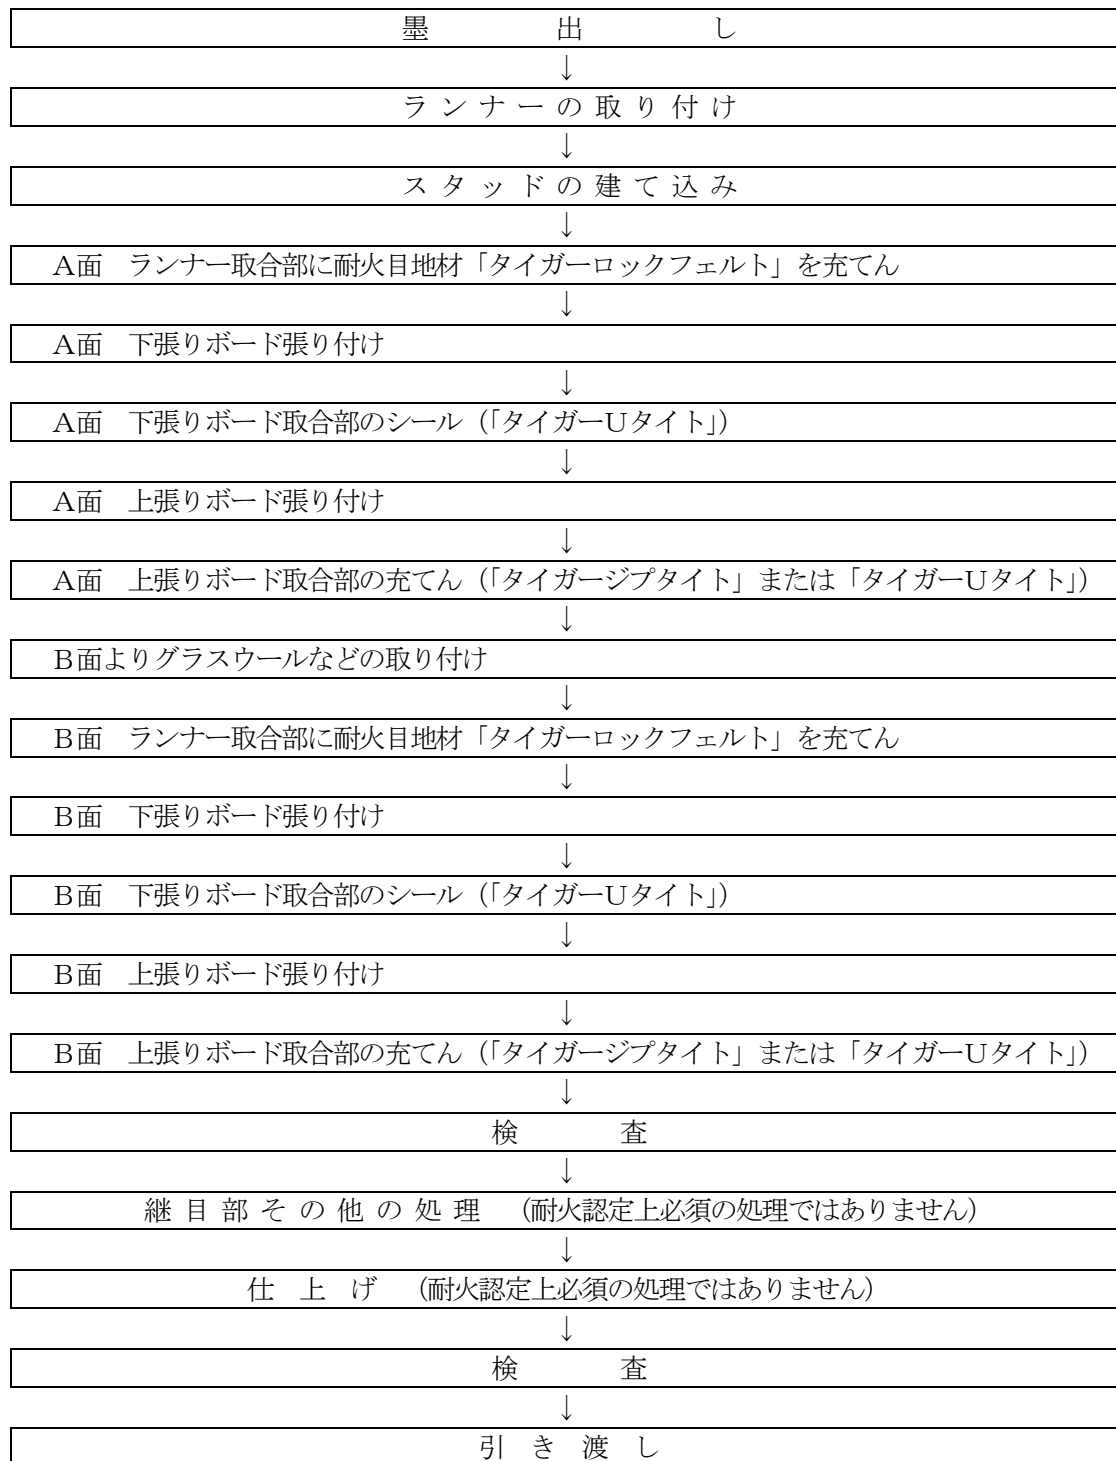 墨出し
↓
ランナーの取り付け
↓
スタッドの建て込み
↓
A面　ランナー取合部に耐火目地材「タイガーロックフェルト」を充てん
↓
A面　下張りボード張り付け
↓
A面　下張りボード取合部のシール（「タイガーUタイト」）
↓
A面　上張りボード張り付け
↓
A面　上張りボード取合部の充てん（「タイガージプタイト」または「タイガーUタイト」）
↓
B面よりグラスウールなどの取り付け
↓
B面　ランナー取合部に耐火目地材「タイガーロックフェルト」を充てん
↓
B面　下張りボード張り付け
↓
B面　下張りボード取合部のシール（「タイガーUタイト」）
↓
B面　上張りボード張り付け
↓
B面　上張りボード取合部の充てん（「タイガージプタイト」または「タイガーUタイト」）
↓
検査
↓
継目部その他の処理　（耐火認定上必須の処理ではありません）
↓
仕上げ　（耐火認定上必須の処理ではありません）
↓
検査
↓
引き渡し